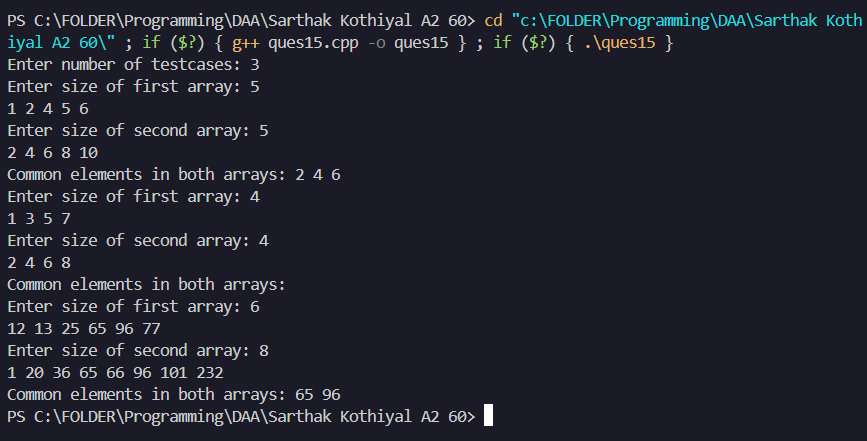 PS C:\FOLDER\Programming\DAA\Sarthak Kothiyal A2 60> cd "c:\FOLDER\Programming\DAA\Sarthak Koth
iyal A2 60\" ; if ($?) { g++ ques15.cpp -o ques15 } ; if ($?) { .\ques15 }
Enter number of testcases: 3
Enter size of first array: 5
1 2 4 5 6
Enter size of second array: 5
2 4 6 8 10
Common elements in both arrays: 2 4 6
Enter size of first array: 4
1 3 5 7
Enter size of second array: 4
2 4 6 8
Common elements in both arrays:
Enter size of first array: 6
12 13 25 65 96 77
Enter size of second array: 8
1 20 36 65 66 96 101 232
Common elements in both arrays: 65 96
PS C:\FOLDER\Programming\DAA\Sarthak Kothiyal A2 60>